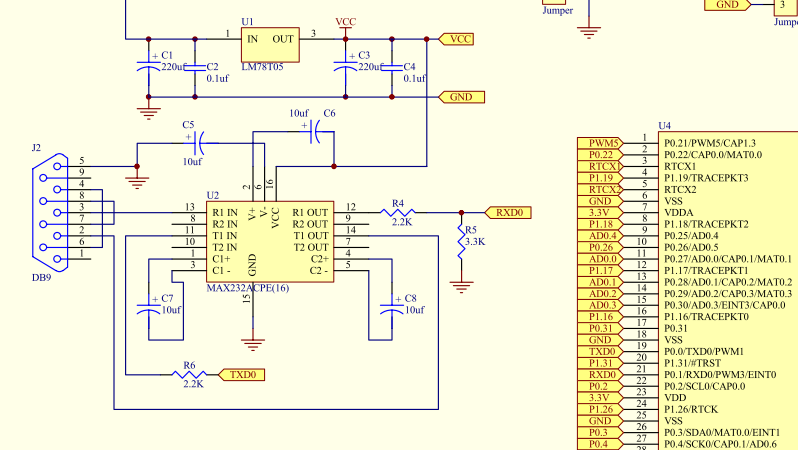 Jumper
GND
3
Jumpe
U1
VCC
1
IN
OUT
3
VCC
C1
220uf
C2
0.1uf
LM78T05
C3
220uf
C4
0.1uf
GND
10uf
C6
C5
10uf
U4
J2
5
9
4
8
3
7
2
6
1
DB9
2
6
16
U2
V+
V-
VCC
13
R1 IN
R1 OUT
12
8
R2 IN
R2 OUT
9
11
T1 IN
T1 OUT
14
10
T2 IN
T2 OUT
7
1
C1+
C2+
4
3
C1 -
C2 -
5
GND
MAX232ACPE(16)
15
R4
2.2K
RXD0
R5
3.3K
C7
10uf
C8
10uf
R6
2.2K
TXD0
PWM5 1 P0.21/PWM5/CAP1.3
P0.22 2 P0.22/CAP0.0/MAT0.0
RTCX1 3 RTCX1
P1.19 4 P1.19/TRACEPKT3
RTCX2 5 RTCX2
GND 6 VSS
3.3V 7 VDDA
P1.18 8 P1.18/TRACEPKT2
AD0.4 9 P0.25/AD0.4
P0.26 10 P0.26/AD0.5
AD0.0 11 P0.27/AD0.0/CAP0.1/MAT0.1
P1.17 12 P1.17/TRACEPKT1
AD0.1 13 P0.28/AD0.1/CAP0.2/MAT0.2
AD0.2 14 P0.29/AD0.2/CAP0.3/MAT0.3
AD0.3 15 P0.30/AD0.3/EINT3/CAP0.0
P1.16 16 P1.16/TRACEPKT0
P0.31 17 P0.31
GND 18 VSS
TXD0 19 P0.0/TXD0/PWM1
P1.31 20 P1.31/#TRST
RXD0 21 P0.1/RXD0/PWM3/EINT0
P0.2 22 P0.2/SCL0/CAP0.0
3.3V 23 VDD
P1.26 24 P1.26/RTCK
GND 25 VSS
P0.3 26 P0.3/SDA0/MAT0.0/EINT1
P0.4 27 P0.4/SCK0/CAP0.1/AD0.6
28